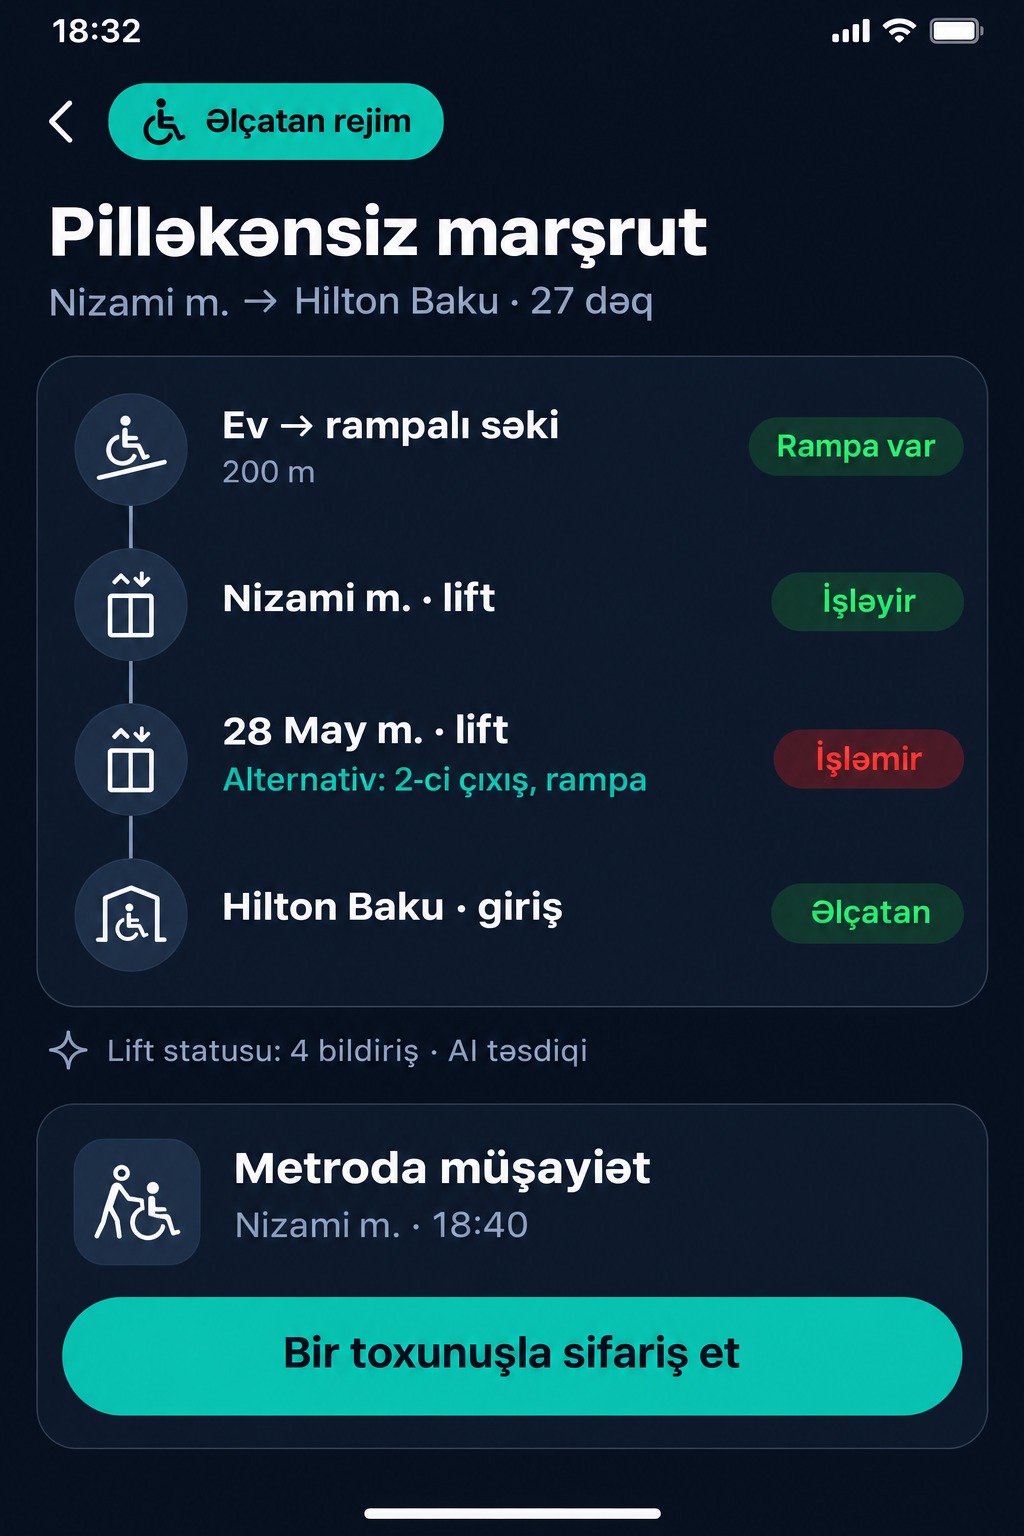 18:32
Əlçatan rejim
Pilləkənsiz marşrut
Nizami m. → Hilton Baku · 27 dəq
Ev → rampalı səki
200 m
Rampa var
Nizami m. · lift
İşləyir
28 May m. · lift
Alternativ: 2-ci çıxış, rampa
İşləmir
Hilton Baku · giriş
Əlçatan
Lift statusu: 4 bildiriş · AI təsdiqi
Metroda müşayiət
Nizami m. · 18:40
Bir toxunuşla sifariş et